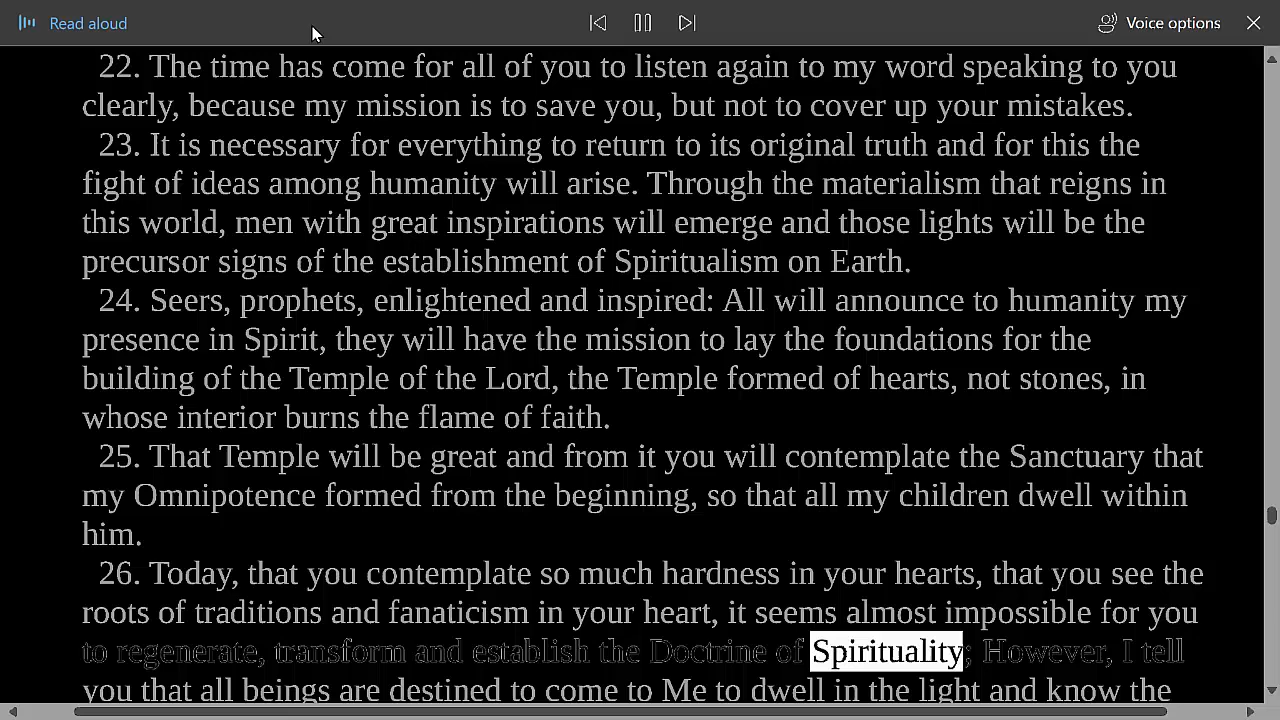 Read aloud
Voice options
22. The time has come for all of you to listen again to my word speaking to you
clearly, because my mission is to save you, but not to cover up your mistakes.
23. It is necessary for everything to return to its original truth and for this the
fight of ideas among humanity will arise. Through the materialism that reigns in
this world, men with great inspirations will emerge and those lights will be the
precursor signs of the establishment of Spiritualism on Earth.
24. Seers, prophets, enlightened and inspired: All will announce to humanity my
presence in Spirit, they will have the mission to lay the foundations for the
building of the Temple of the Lord, the Temple formed of hearts, not stones, in
whose interior burns the flame of faith.
25. That Temple will be great and from it you will contemplate the Sanctuary that
my Omnipotence formed from the beginning, so that all my children dwell within
him.
26. Today, that you contemplate so much hardness in your hearts, that you see the
roots of traditions and fanaticism in your heart, it seems almost impossible for you
to regenerate, transform and establish the Doctrine of Spirituality; However, I tell
you that all beings are destined to come to Me to dwell in the light and know the